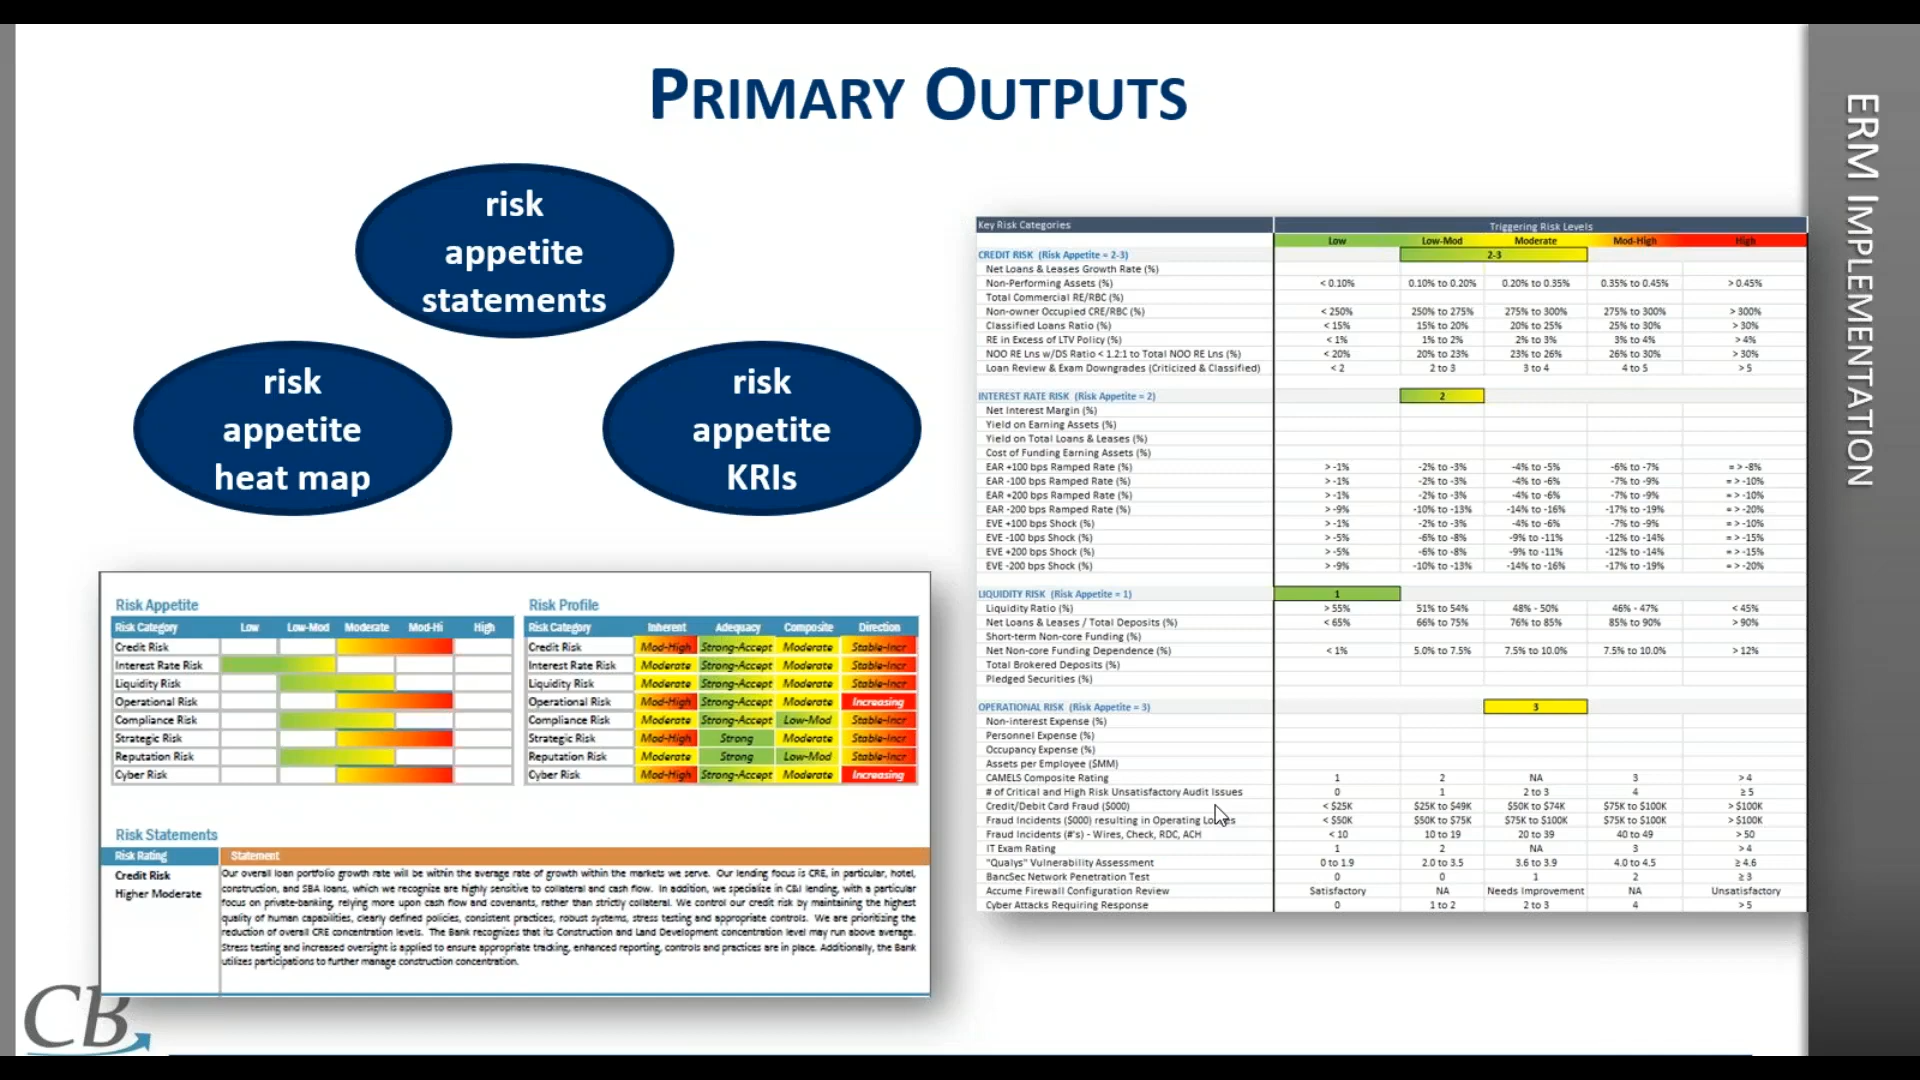 PRIMARY OUTPUTS
ERM IMPLEMENTATION
risk
appetite
statements
risk
appetite
heat map
risk
appetite
KRIs
Risk Appetite
Risk Category Low Low-Mod Moderate Mod-Hi High
Credit Risk
Interest Rate Risk
Liquidity Risk
Operational Risk
Compliance Risk
Strategic Risk
Reputation Risk
Cyber Risk
Risk Profile
Risk Category Inherent Adequacy Composite Direction
Credit Risk Mod-High Strong-Accept Moderate Stable-Incr
Interest Rate Risk Moderate Strong-Accept Moderate Stable-Incr
Liquidity Risk Moderate Strong-Accept Moderate Stable-Incr
Operational Risk Mod-High Strong-Accept Moderate Increasing
Compliance Risk Moderate Strong-Accept Low-Mod Stable-Incr
Strategic Risk Mod-High Strong Moderate Stable-Incr
Reputation Risk Moderate Strong Low-Mod Stable-Incr
Cyber Risk Mod-High Strong-Accept Moderate Increasing
Risk Statements
Risk Rating Statement
Credit Risk
Higher Moderate
Our overall loan portfolio growth rate will be within the average rate of growth within the markets we serve. Our lending focus is CRE, in particular, hotel,
construction, and SBA loans, which we recognize are highly sensitive to collateral and cash flow. In addition, we specialize in C&I lending, with a particular
focus on private-banking, relying more upon cash flow and covenants, rather than strictly collateral. We control our credit risk by maintaining the highest
quality of human capabilities, clearly defined policies, consistent practices, robust systems, stress testing and appropriate controls. We are prioritizing the
reduction of overall CRE concentration levels. The Bank recognizes that its Construction and Land Development concentration level may run above average.
Stress testing and increased oversight is applied to ensure appropriate tracking, enhanced reporting, controls and practices are in place. Additionally, the Bank
utilizes participations to further manage construction concentration.
CB
Key Risk Categories Triggering Risk Levels
Low Low-Mod Moderate Mod-High High
CREDIT RISK (Risk Appetite = 2-3) 2-3
Net Loans & Leases Growth Rate (%)
Non-Performing Assets (%) < 0.10% 0.10% to 0.20% 0.20% to 0.35% 0.35% to 0.45% > 0.45%
Total Commercial RE/RBC (%)
Non-owner Occupied CRE/RBC (%) < 250% 250% to 275% 275% to 300% 275% to 300% > 300%
Classified Loans Ratio (%) < 15% 15% to 20% 20% to 25% 25% to 30% > 30%
RE in Excess of LTV Policy (%) < 1% 1% to 2% 2% to 3% 3% to 4% > 4%
NOO RE Lns w/DS Ratio < 1.2:1 to Total NOO RE Lns (%) < 20% 20% to 23% 23% to 26% 26% to 30% > 30%
Loan Review & Exam Downgrades (Criticized & Classified) < 2 2 to 3 3 to 4 4 to 5 > 5
INTEREST RATE RISK (Risk Appetite = 2) 2
Net Interest Margin (%)
Yield on Earning Assets (%)
Yield on Total Loans & Leases (%)
Cost of Funding Earning Assets (%)
EAR +100 bps Ramped Rate (%) > -1% -2% to -3% -4% to -5% -6% to -7% = > -8%
EAR -100 bps Ramped Rate (%) > -1% -2% to -3% -4% to -6% -7% to -9% = > -10%
EAR +200 bps Ramped Rate (%) > -1% -2% to -3% -4% to -6% -7% to -9% = > -10%
EAR -200 bps Ramped Rate (%) > -9% -10% to -13% -14% to -16% -17% to -19% = > -20%
EVE +100 bps Shock (%) > -1% -2% to -3% -4% to -6% -7% to -9% = > -10%
EVE -100 bps Shock (%) > -5% -6% to -8% -9% to -11% -12% to -14% = > -15%
EVE +200 bps Shock (%) > -5% -6% to -8% -9% to -11% -12% to -14% = > -15%
EVE -200 bps Shock (%) > -9% -10% to -13% -14% to -16% -17% to -19% = > -20%
LIQUIDITY RISK (Risk Appetite = 1) 1
Liquidity Ratio (%) > 55% 51% to 54% 48% - 50% 46% - 47% < 45%
Net Loans & Leases / Total Deposits (%) < 65% 66% to 75% 76% to 85% 85% to 90% > 90%
Short-term Non-core Funding (%)
Net Non-core Funding Dependence (%) < 1% 5.0% to 7.5% 7.5% to 10.0% 7.5% to 10.0% > 12%
Total Brokered Deposits (%)
Pledged Securities (%)
OPERATIONAL RISK (Risk Appetite = 3) 3
Non-interest Expense (%)
Personnel Expense (%)
Occupancy Expense (%)
Assets per Employee ($MM)
CAMELS Composite Rating 1 2 NA 3 > 4
# of Critical and High Risk Unsatisfactory Audit Issues 0 1 2 to 3 4 ≥ 5
Credit/Debit Card Fraud ($000) < $25K $25K to $49K $50K to $74K $75K to $100K > $100K
Fraud Incidents ($000) resulting in Operating < $50K $50K to $75K $75K to $100K $75K to $100K > $100K
Fraud Incidents (#'s) - Wires, Check, RDC, ACH < 10 10 to 19 20 to 39 40 to 49 > 50
IT Exam Rating 1 2 NA 3 > 4
"Qualys" Vulnerability Assessment 0 to 1.9 2.0 to 3.5 3.6 to 3.9 4.0 to 4.5 ≥ 4.6
BancSec Network Penetration Test 0 0 1 2 ≥ 3
Accume Firewall Configuration Review Satisfactory NA Needs Improvement NA Unsatisfactory
Cyber Attacks Requiring Response 0 1 to 2 2 to 3 4 > 5